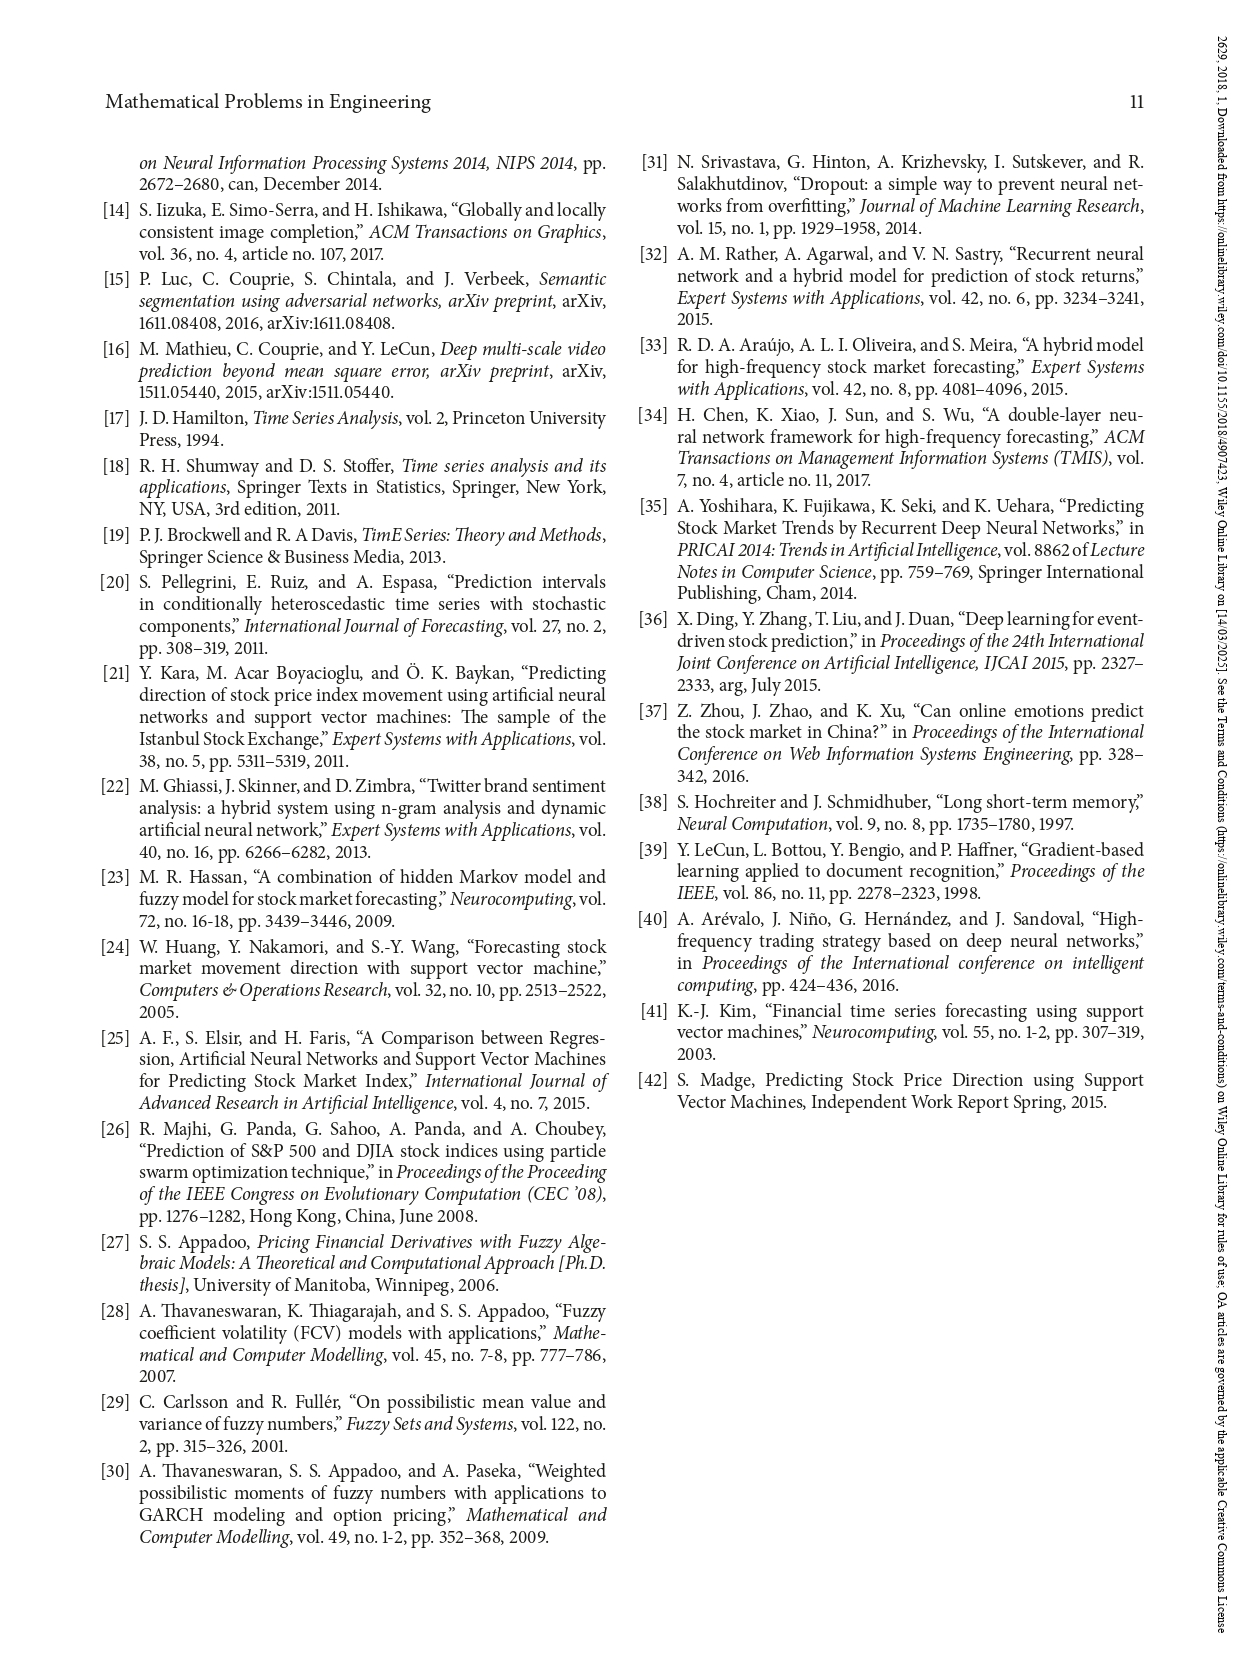 Mathematical Problems in Engineering
11
on Neural Information Processing Systems 2014, NIPS 2014, pp.
2672–2680, can, December 2014.
[14] S. Iizuka, E. Simo-Serra, and H. Ishikawa, “Globally and locally
consistent image completion,” ACM Transactions on Graphics,
vol. 36, no. 4, article no. 107, 2017.
[15] P. Luc, C. Couprie, S. Chintala, and J. Verbeek, Semantic
segmentation using adversarial networks, arXiv preprint, arXiv,
1611.08408, 2016, arXiv:1611.08408.
[16] M. Mathieu, C. Couprie, and Y. LeCun, Deep multi-scale video
prediction beyond mean square error, arXiv preprint, arXiv,
1511.05440, 2015, arXiv:1511.05440.
[17] J. D. Hamilton, Time Series Analysis, vol. 2, Princeton University
Press, 1994.
[18] R. H. Shumway and D. S. Stoffer, Time series analysis and its
applications, Springer Texts in Statistics, Springer, New York,
NY, USA, 3rd edition, 2011.
[19] P. J. Brockwell and R. A Davis, TimE Series: Theory and Methods,
Springer Science & Business Media, 2013.
[20] S. Pellegrini, E. Ruiz, and A. Espasa, “Prediction intervals
in conditionally heteroscedastic time series with stochastic
components,” International Journal of Forecasting, vol. 27, no. 2,
pp. 308–319, 2011.
[21] Y. Kara, M. Acar Boyacioglu, and Ö. K. Baykan, “Predicting
direction of stock price index movement using artificial neural
networks and support vector machines: The sample of the
Istanbul Stock Exchange,” Expert Systems with Applications, vol.
38, no. 5, pp. 5311–5319, 2011.
[22] M. Ghiassi, J. Skinner, and D. Zimbra, “Twitter brand sentiment
analysis: a hybrid system using n-gram analysis and dynamic
artificial neural network,” Expert Systems with Applications, vol.
40, no. 16, pp. 6266–6282, 2013.
[23] M. R. Hassan, “A combination of hidden Markov model and
fuzzy model for stock market forecasting,” Neurocomputing, vol.
72, no. 16-18, pp. 3439–3446, 2009.
[24] W. Huang, Y. Nakamori, and S.-Y. Wang, “Forecasting stock
market movement direction with support vector machine,”
Computers & Operations Research, vol. 32, no. 10, pp. 2513–2522,
2005.
[25] A. F., S. Elsir, and H. Faris, “A Comparison between Regres-
sion, Artificial Neural Networks and Support Vector Machines
for Predicting Stock Market Index,” International Journal of
Advanced Research in Artificial Intelligence, vol. 4, no. 7, 2015.
[26] R. Majhi, G. Panda, G. Sahoo, A. Panda, and A. Choubey,
“Prediction of S&P 500 and DJIA stock indices using particle
swarm optimization technique,” in Proceedings of the Proceeding
of the IEEE Congress on Evolutionary Computation (CEC ’08),
pp. 1276–1282, Hong Kong, China, June 2008.
[27] S. S. Appadoo, Pricing Financial Derivatives with Fuzzy Alge-
braic Models: A Theoretical and Computational Approach [Ph.D.
thesis], University of Manitoba, Winnipeg, 2006.
[28] A. Thavaneswaran, K. Thiagarajah, and S. S. Appadoo, “Fuzzy
coefficient volatility (FCV) models with applications,” Mathe-
matical and Computer Modelling, vol. 45, no. 7-8, pp. 777–786,
2007.
[29] C. Carlsson and R. Fullér, “On possibilistic mean value and
variance of fuzzy numbers,” Fuzzy Sets and Systems, vol. 122, no.
2, pp. 315–326, 2001.
[30] A. Thavaneswaran, S. S. Appadoo, and A. Paseka, “Weighted
possibilistic moments of fuzzy numbers with applications to
GARCH modeling and option pricing,” Mathematical and
Computer Modelling, vol. 49, no. 1-2, pp. 352–368, 2009.
[31] N. Srivastava, G. Hinton, A. Krizhevsky, I. Sutskever, and R.
Salakhutdinov, “Dropout: a simple way to prevent neural net-
works from overfitting,” Journal of Machine Learning Research,
vol. 15, no. 1, pp. 1929–1958, 2014.
[32] A. M. Rather, A. Agarwal, and V. N. Sastry, “Recurrent neural
network and a hybrid model for prediction of stock returns,”
Expert Systems with Applications, vol. 42, no. 6, pp. 3234–3241,
2015.
[33] R. D. A. Araújo, A. L. I. Oliveira, and S. Meira, “A hybrid model
for high-frequency stock market forecasting,” Expert Systems
with Applications, vol. 42, no. 8, pp. 4081–4096, 2015.
[34] H. Chen, K. Xiao, J. Sun, and S. Wu, “A double-layer neu-
ral network framework for high-frequency forecasting,” ACM
Transactions on Management Information Systems (TMIS), vol.
7, no. 4, article no. 11, 2017.
[35] A. Yoshihara, K. Fujikawa, K. Seki, and K. Uehara, “Predicting
Stock Market Trends by Recurrent Deep Neural Networks,” in
PRICAI 2014: Trends in Artificial Intelligence, vol. 8862 of Lecture
Notes in Computer Science, pp. 759–769, Springer International
Publishing, Cham, 2014.
[36] X. Ding, Y. Zhang, T. Liu, and J. Duan, “Deep learning for event-
driven stock prediction,” in Proceedings of the 24th International
Joint Conference on Artificial Intelligence, IJCAI 2015, pp. 2327–
2333, arg, July 2015.
[37] Z. Zhou, J. Zhao, and K. Xu, “Can online emotions predict
the stock market in China?” in Proceedings of the International
Conference on Web Information Systems Engineering, pp. 328–
342, 2016.
[38] S. Hochreiter and J. Schmidhuber, “Long short-term memory,”
Neural Computation, vol. 9, no. 8, pp. 1735–1780, 1997.
[39] Y. LeCun, L. Bottou, Y. Bengio, and P. Haffner, “Gradient-based
learning applied to document recognition,” Proceedings of the
IEEE, vol. 86, no. 11, pp. 2278–2323, 1998.
[40] A. Arévalo, J. Niño, G. Hernández, and J. Sandoval, “High-
frequency trading strategy based on deep neural networks,”
in Proceedings of the International conference on intelligent
computing, pp. 424–436, 2016.
[41] K.-J. Kim, “Financial time series forecasting using support
vector machines,” Neurocomputing, vol. 55, no. 1-2, pp. 307–319,
2003.
[42] S. Madge, Predicting Stock Price Direction using Support
Vector Machines, Independent Work Report Spring, 2015.
2629, 2018, 1, Downloaded from https://onlinelibrary.wiley.com/doi/10.1155/2018/4907423, Wiley Online Library on [14/03/2025]. See the Terms and Conditions (https://onlinelibrary.wiley.com/terms-and-conditions) on Wiley Online Library for rules of use; OA articles are governed by the applicable Creative Commons License